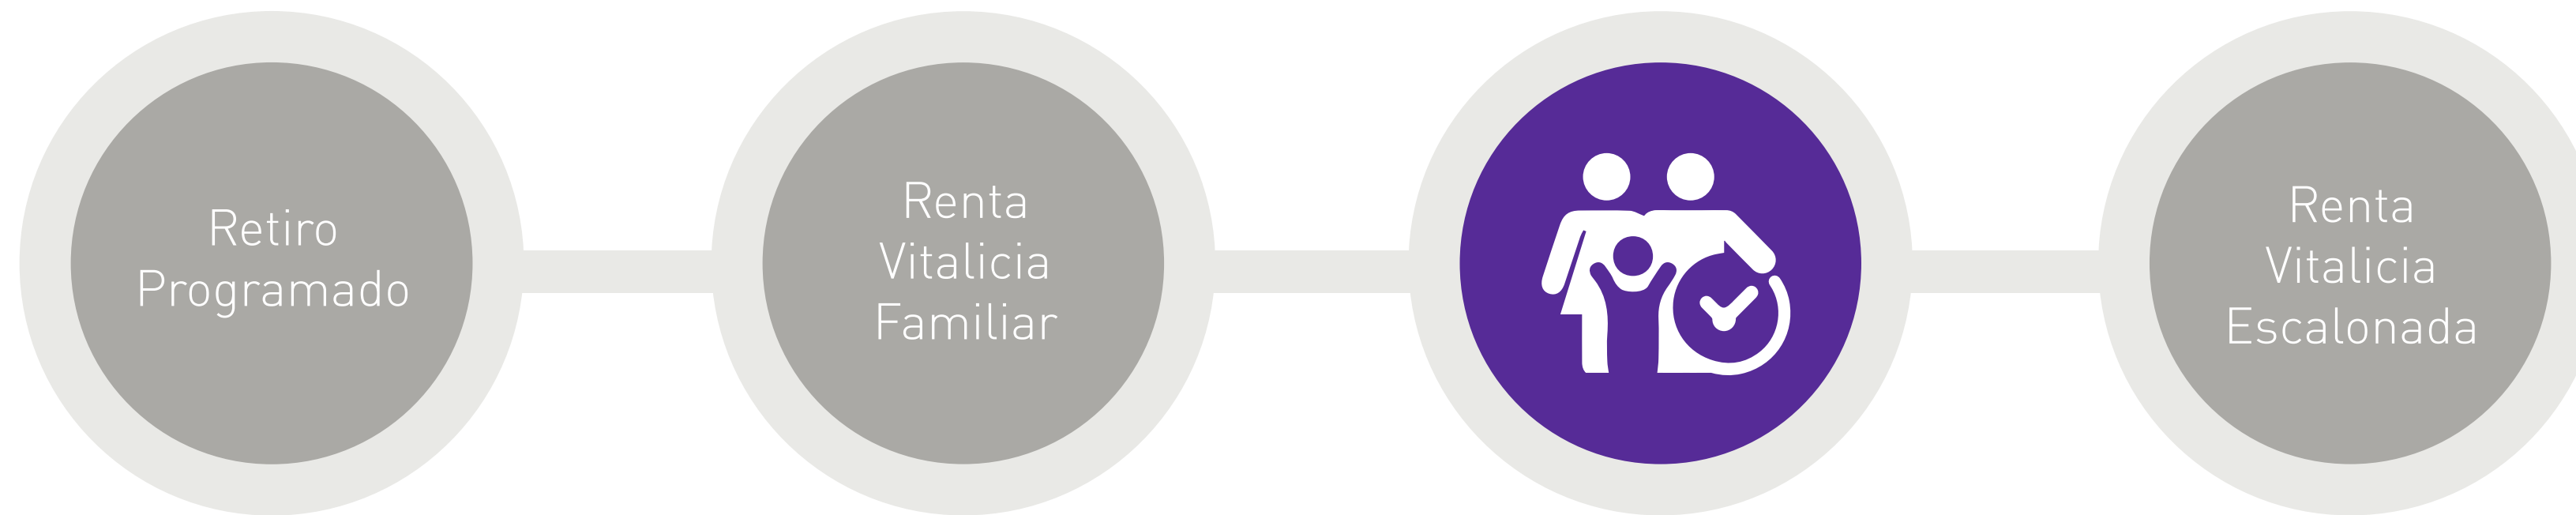 Retiro
Programado
Renta
Vitalicia
Familiar
Renta
Vitalicia
Escalonada